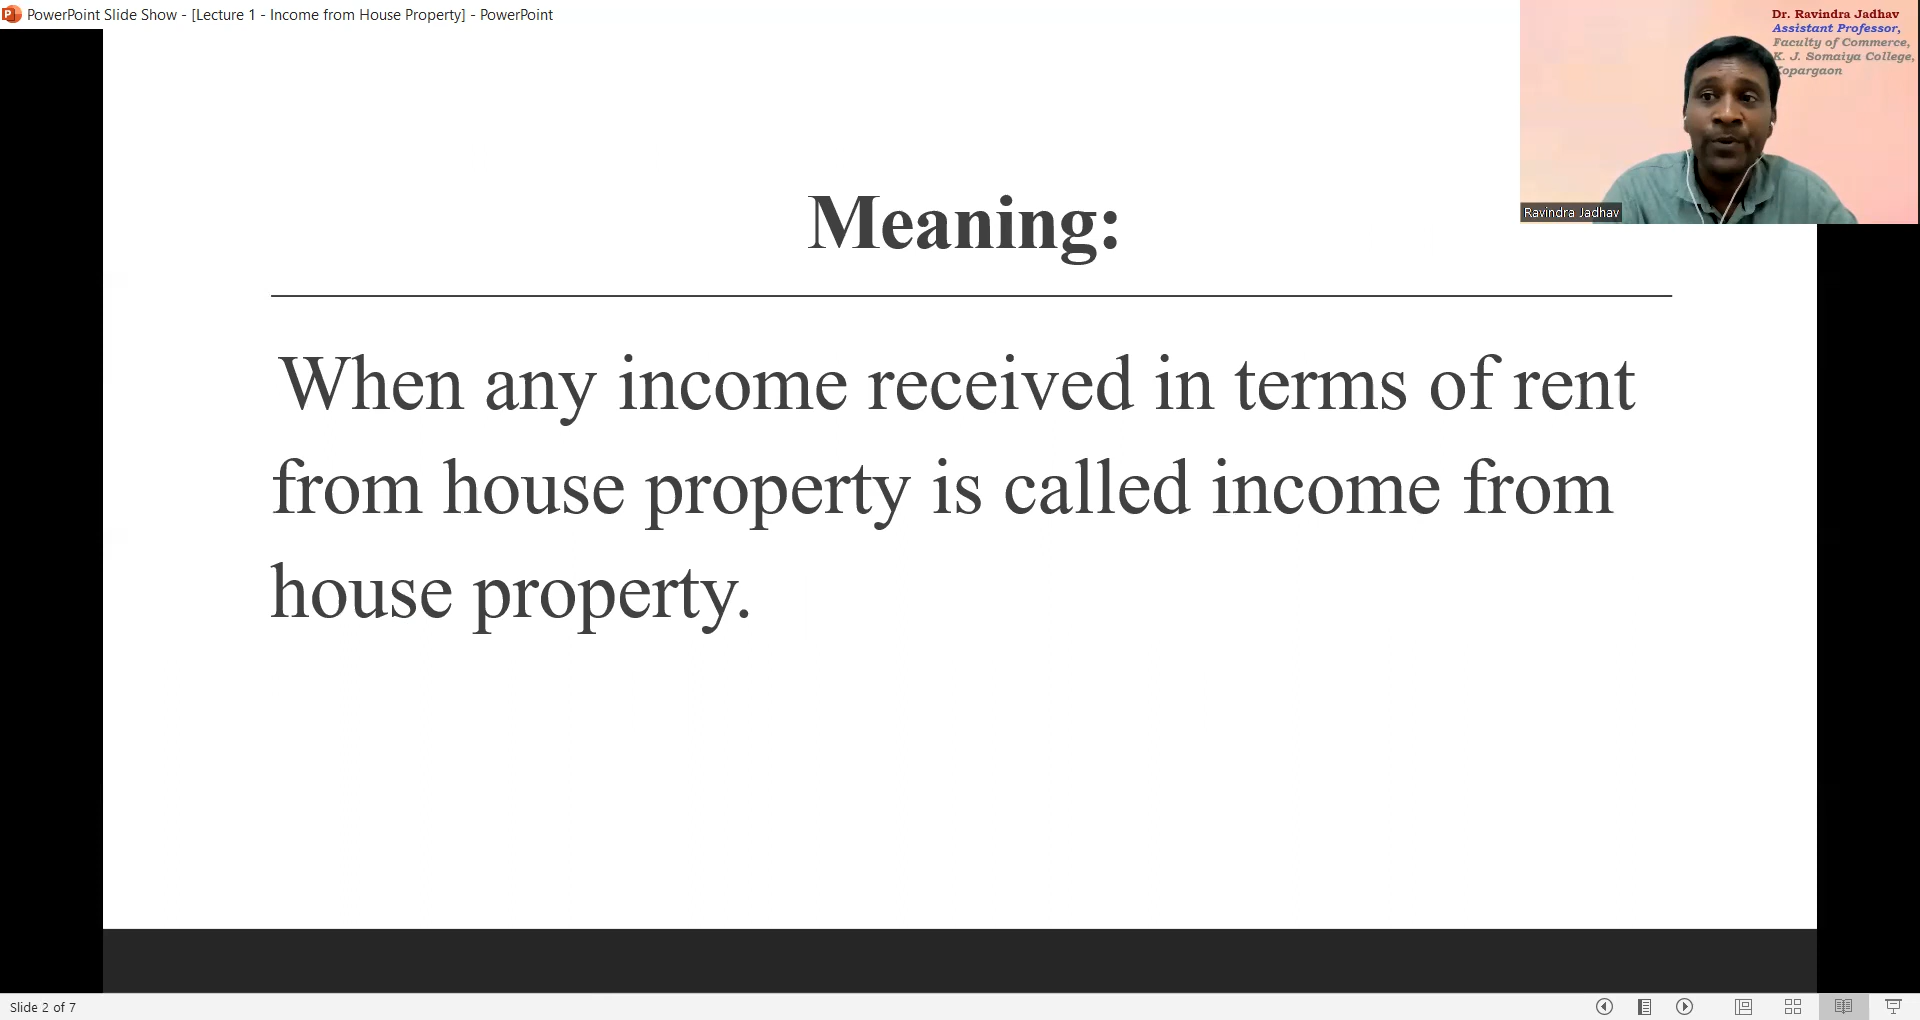 PowerPoint Slide Show - [Lecture 1 - Income from House Property] - PowerPoint
Dr. Ravindra Jadhav
Assistant Professor,
Faculty of Commerce,
K. J. Somaiya College,
Kopargaon
Ravindra Jadhav
Meaning:
When any income received in terms of rent
from house property is called income from
house property.
Slide 2 of 7